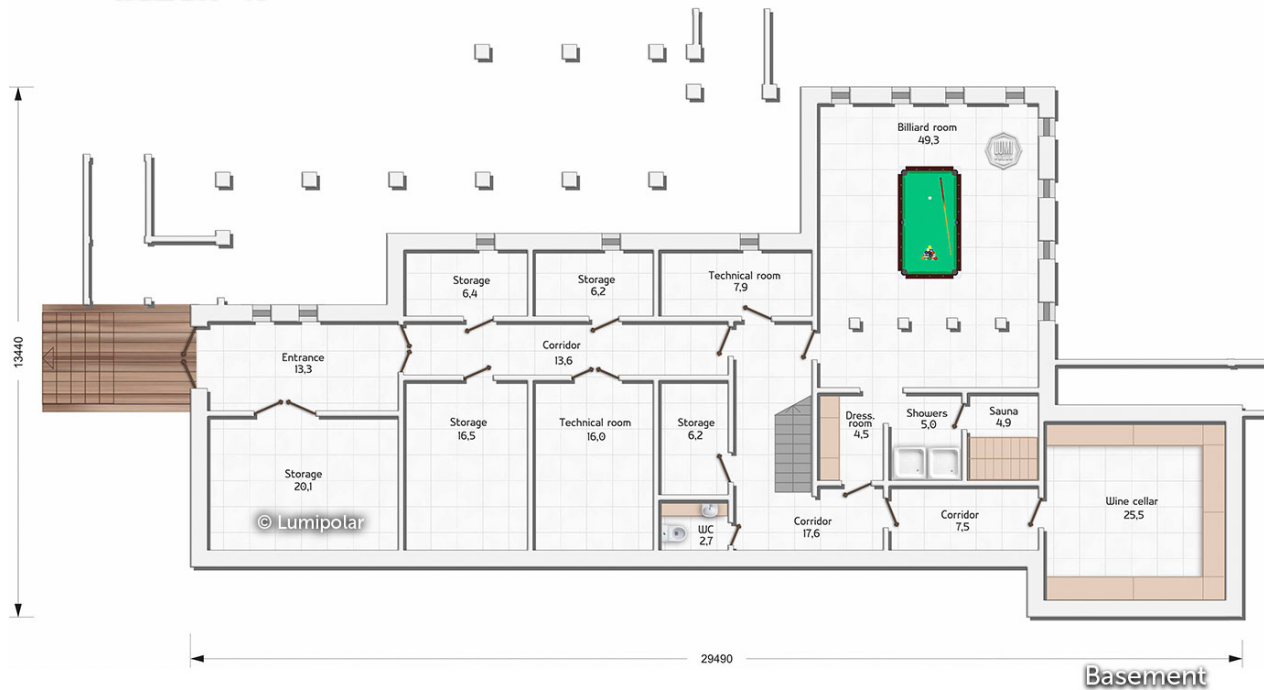 Billiard room
49,3
Storage
6,4
Storage
6,2
Technical room
7,9
13440
Entrance
13,3
Corridor
13,6
Storage
16,5
Technical room
16,0
Storage
6,2
Dress.
room
4,5
Showers
5,0
Sauna
4,9
Storage
20,1
© Lumipolar
WC
2,7
Corridor
17,6
Corridor
7,5
Wine cellar
25,5
29490
Basement